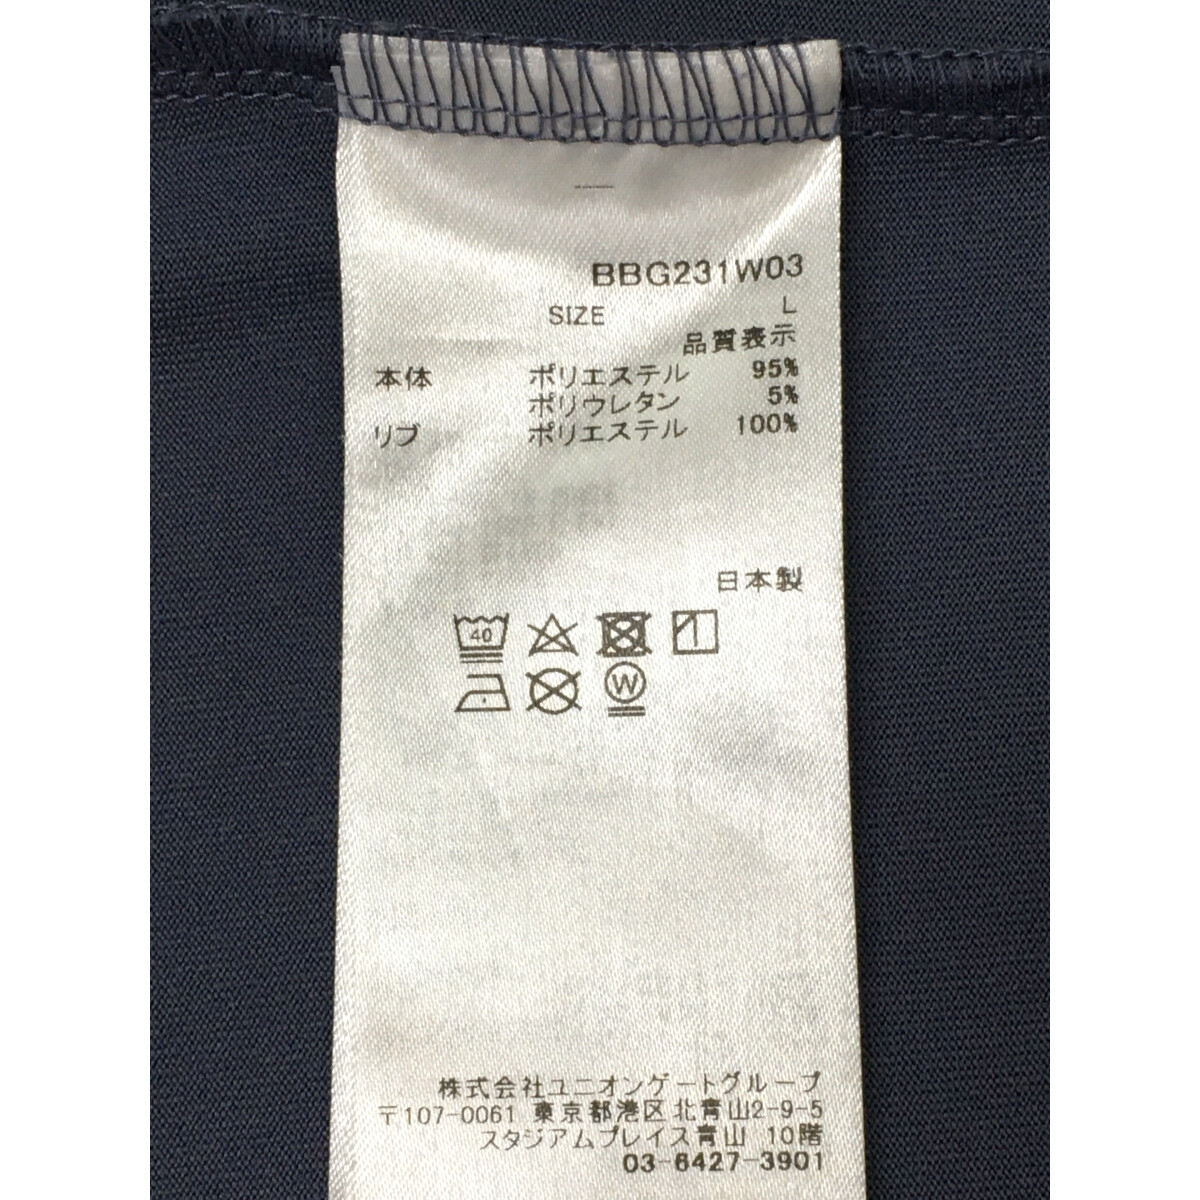 BBG231W03
SIZE L
品質表示
本体 ポリエステル 95%
ポリウレタン 5%
リブ ポリエステル 100%
日本製
40
W
株式会社ユニオンゲートグループ
〒107-0061 東京都港区北青山2-9-5
スタジアムプレイス青山 10階
03-6427-3901